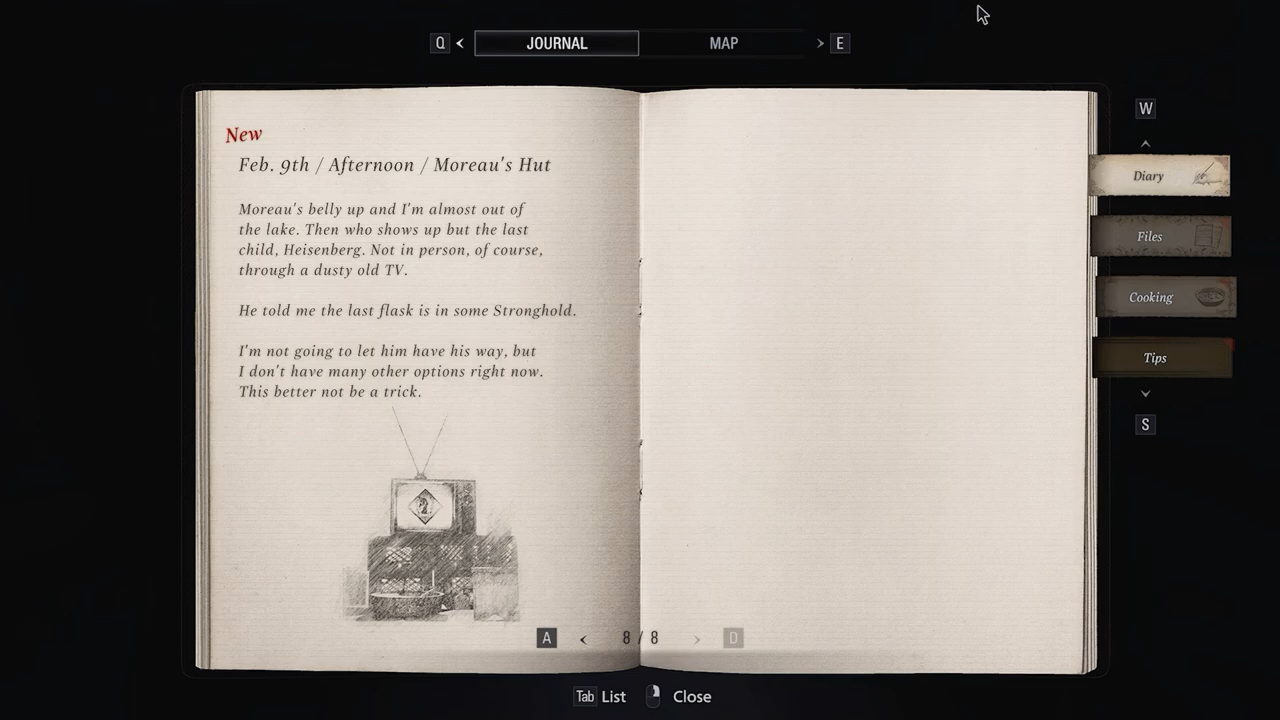 Q JOURNAL MAP E
New
Feb. 9th / Afternoon / Moreau's Hut
Moreau's belly up and I'm almost out of
the lake. Then who shows up but the last
child, Heisenberg. Not in person, of course,
through a dusty old TV.
He told me the last flask is in some Stronghold.
I'm not going to let him have his way, but
I don't have many other options right now.
This better not be a trick.
A 8 / 8 D
W
Diary
Files
Cooking
Tips
S
Tab List Close